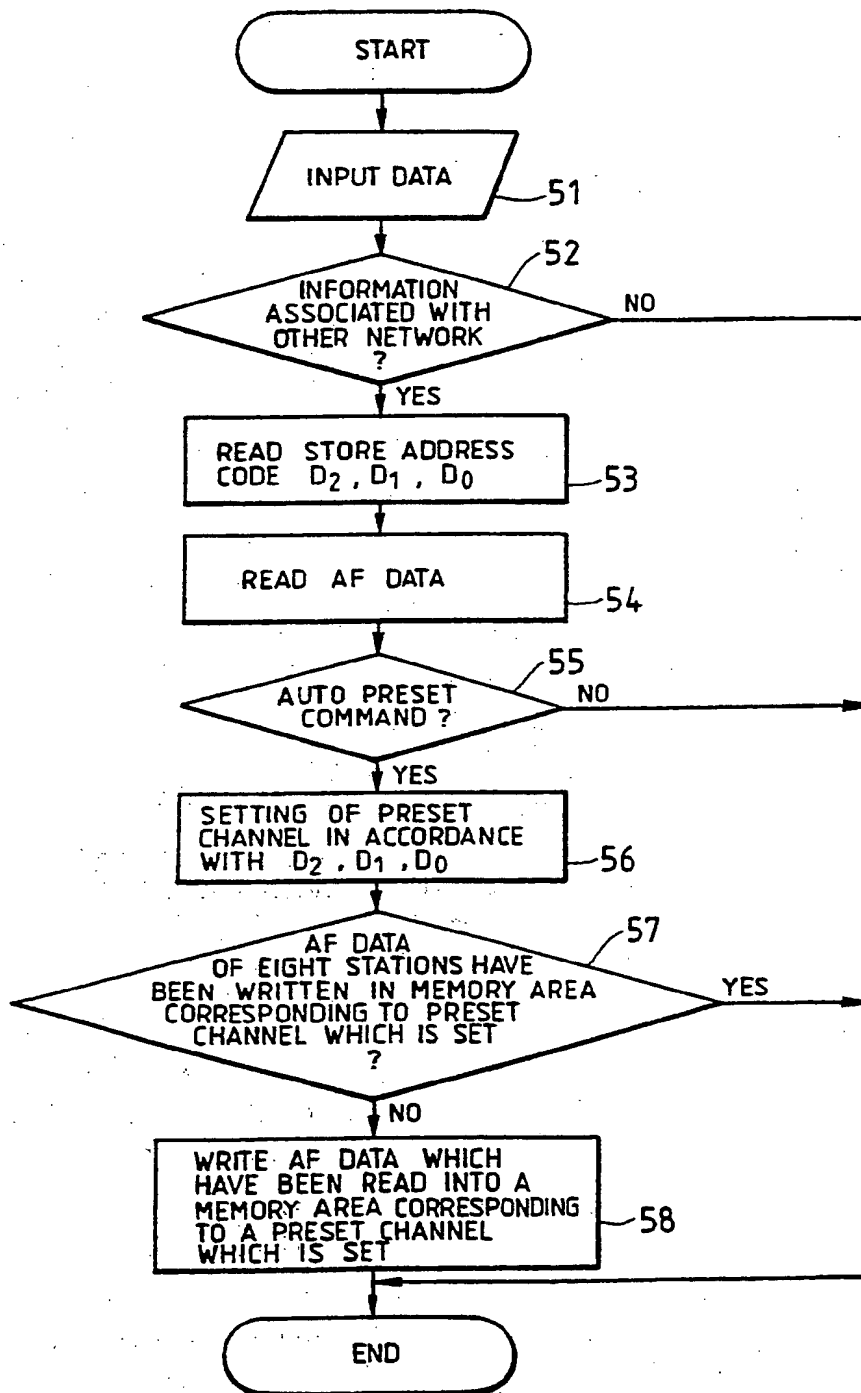 START
INPUT DATA
51
52
INFORMATION
ASSOCIATED WITH
OTHER NETWORK
?
NO
YES
READ STORE ADDRESS
CODE D2, D1, D0
53
READ AF DATA
54
55
AUTO PRESET
COMMAND ?
NO
YES
SETTING OF PRESET
CHANNEL IN ACCORDANCE
WITH D2, D1, D0
56
57
AF DATA
OF EIGHT STATIONS HAVE
BEEN WRITTEN IN MEMORY AREA
CORRESPONDING TO PRESET
CHANNEL WHICH IS SET
?
YES
NO
WRITE AF DATA WHICH
HAVE BEEN READ INTO A
MEMORY AREA CORRESPONDING
TO A PRESET CHANNEL
WHICH IS SET
58
END